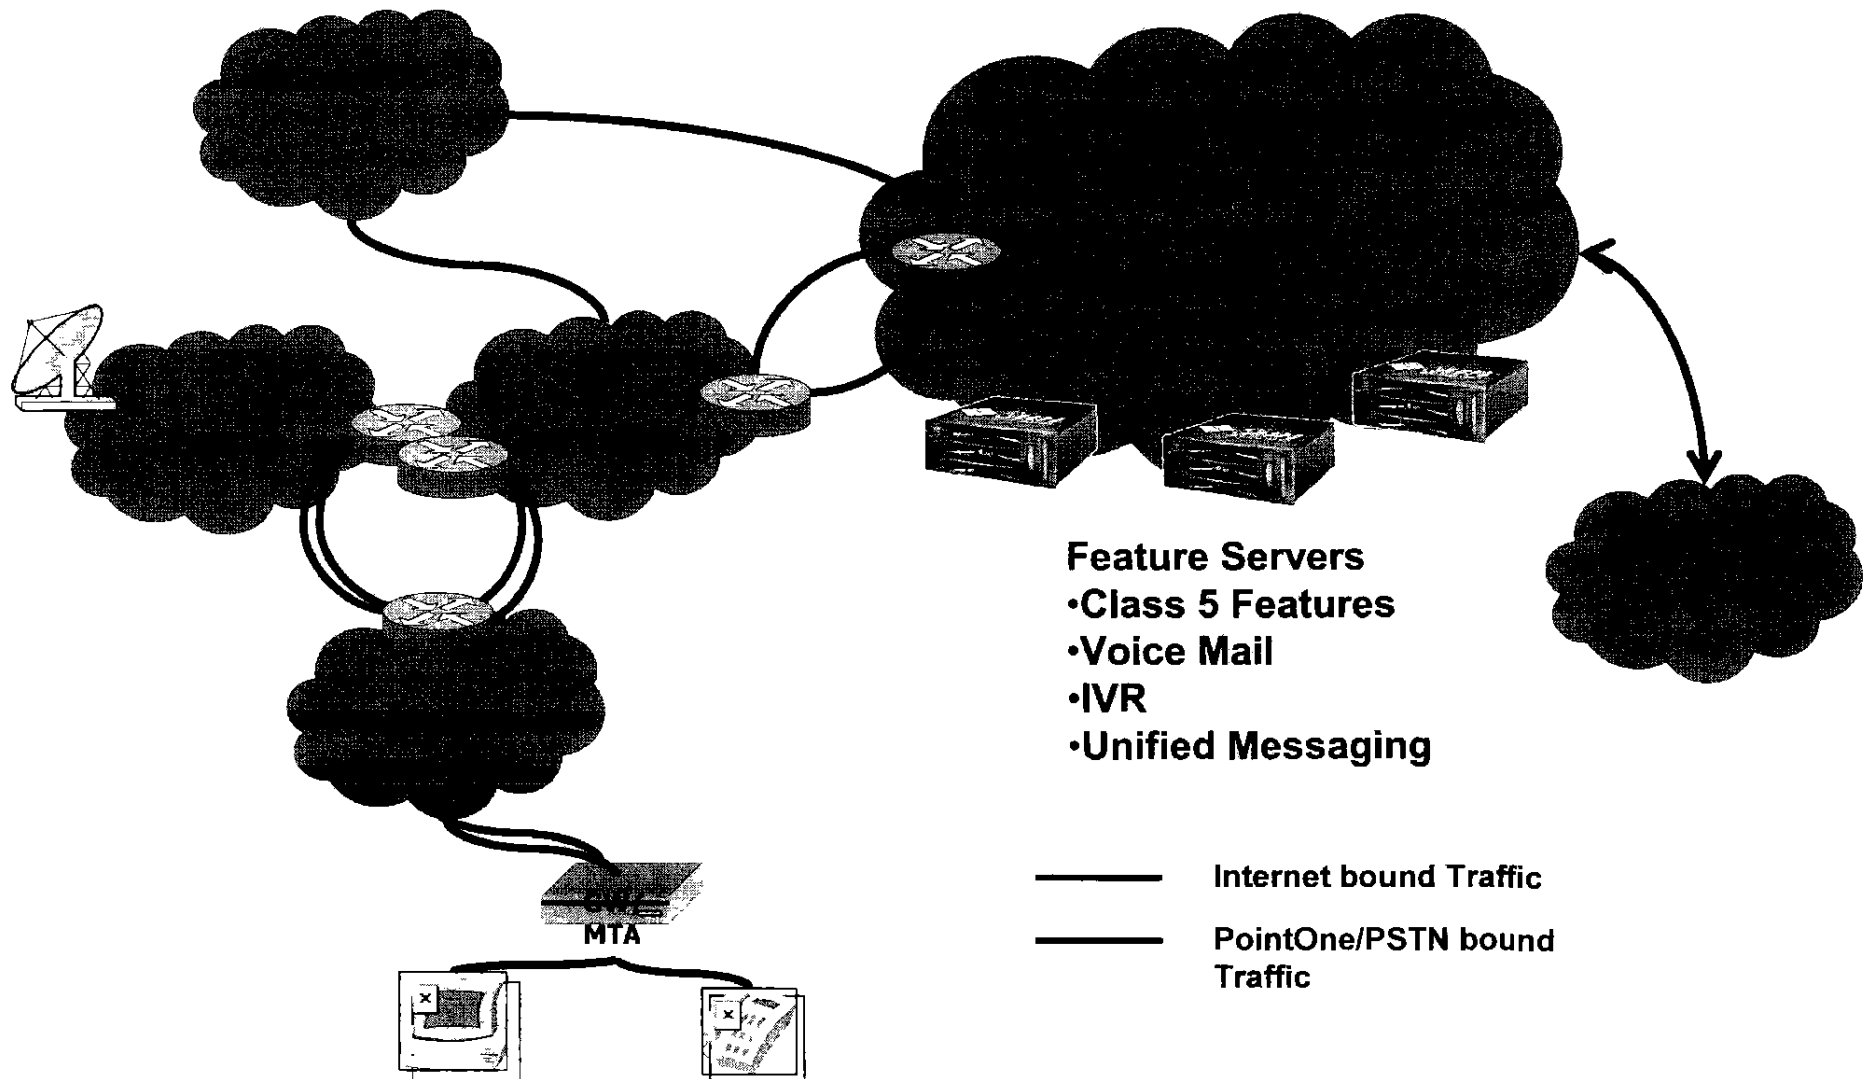 Feature Servers
•Class 5 Features
•Voice Mail
•IVR
•Unified Messaging
Internet bound Traffic
PointOne/PSTN bound
Traffic
MTA